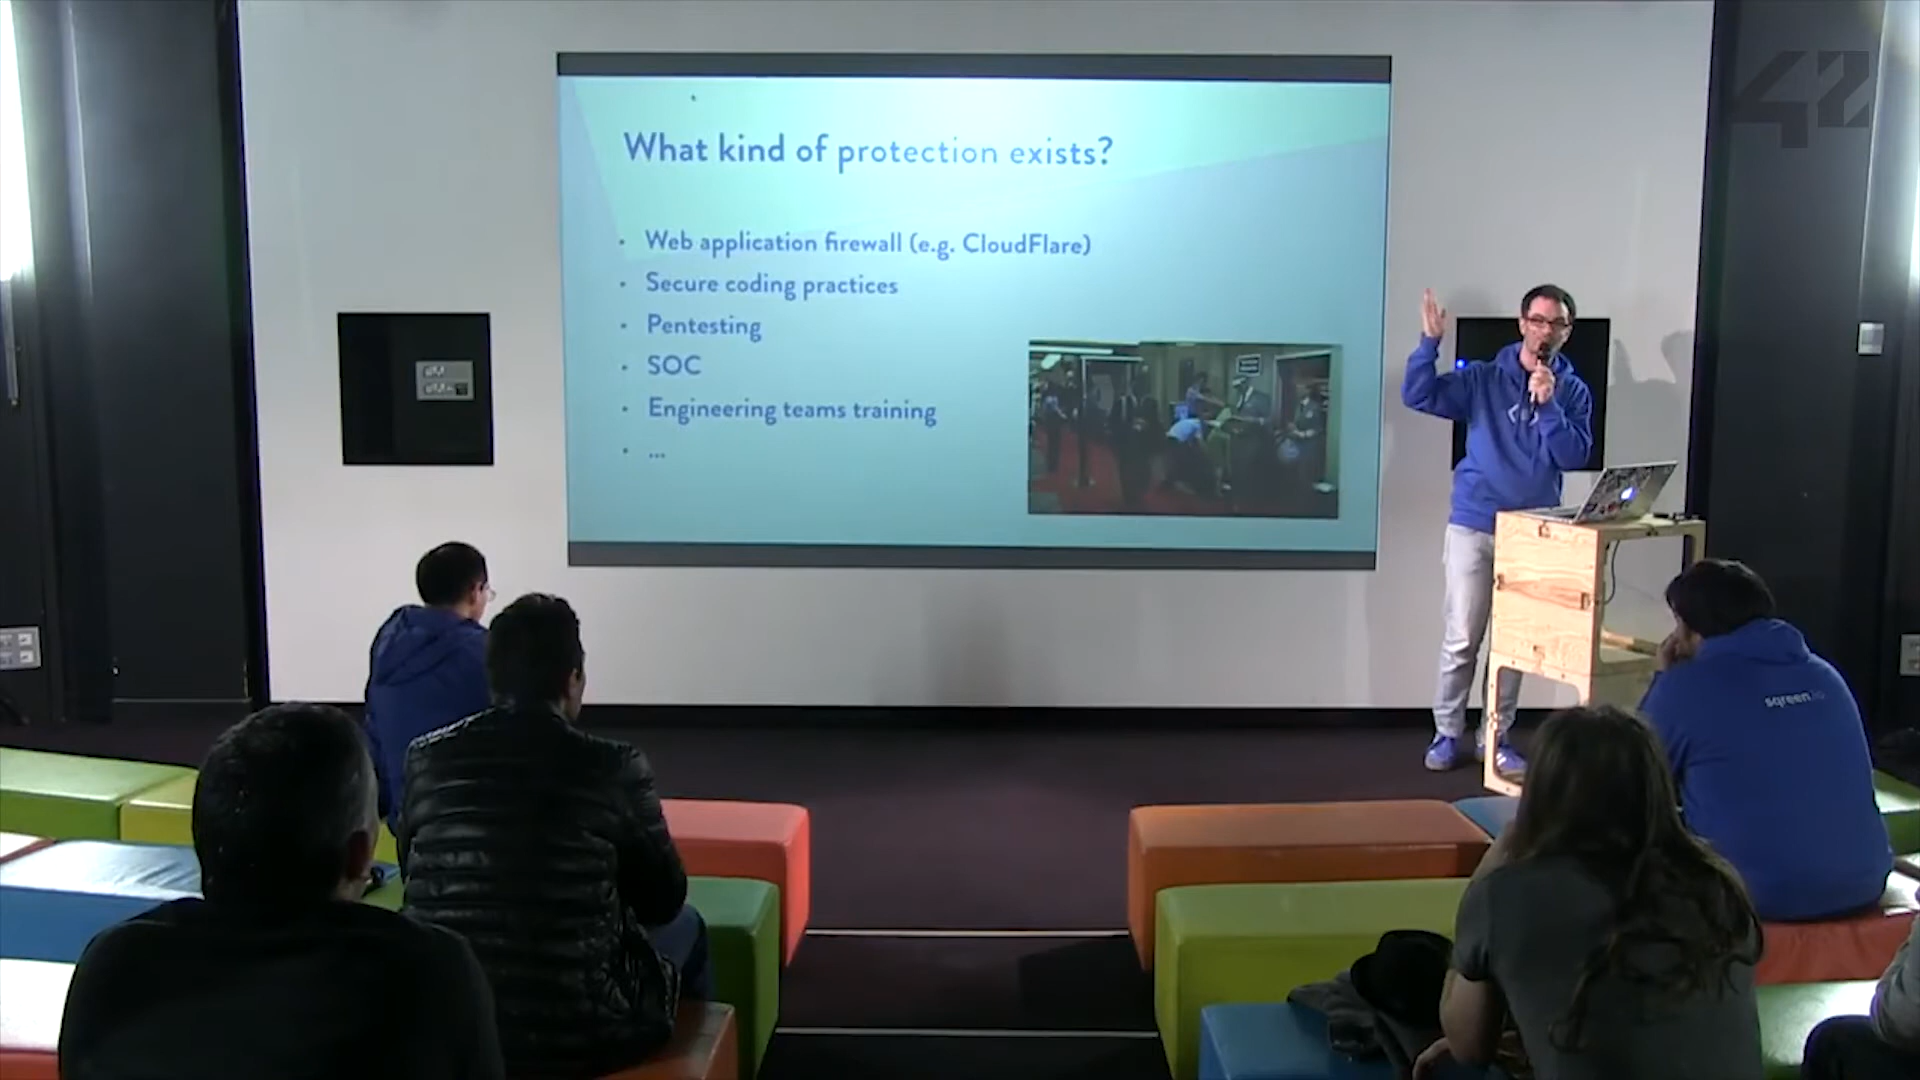 42
What kind of protection exists?
• Web application firewall (e.g. CloudFlare)
• Secure coding practices
• Pentesting
• SOC
• Engineering teams training
• ...
sqreen.io